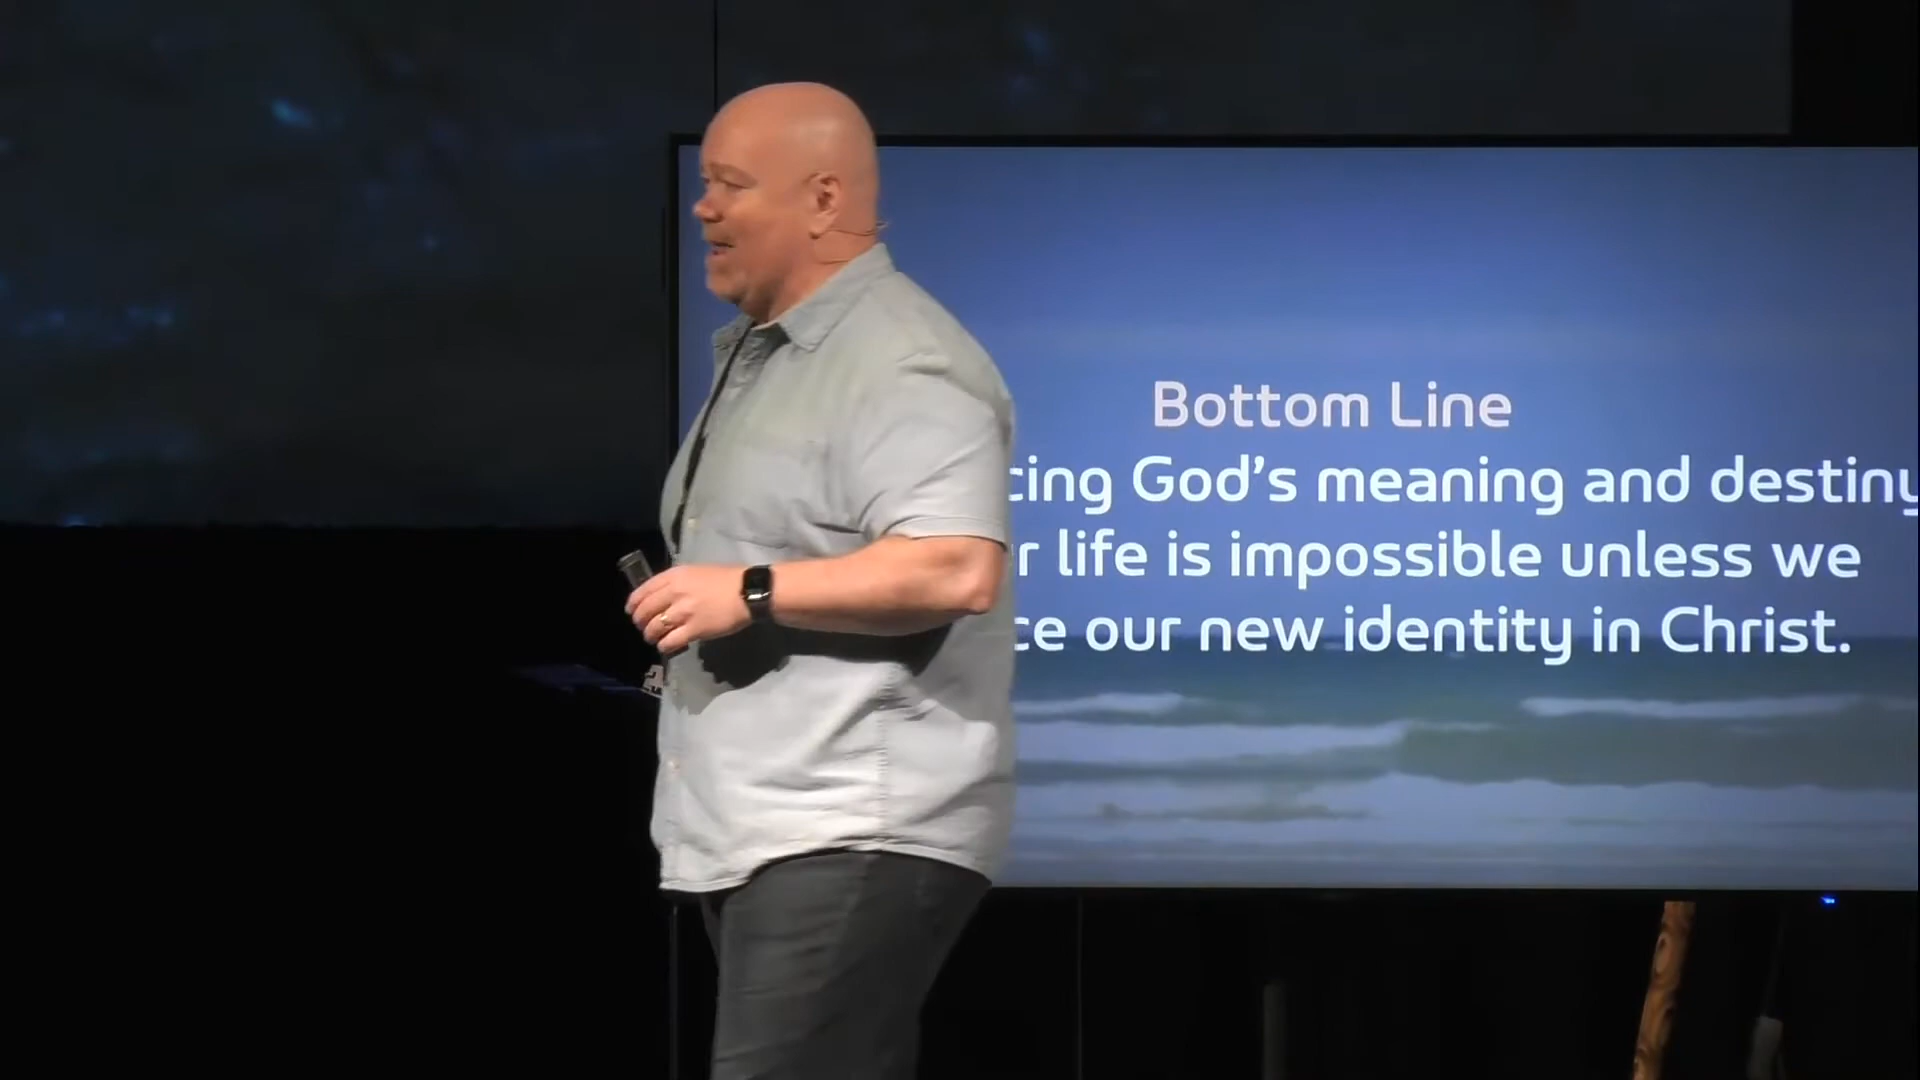 Bottom Line
cing God's meaning and destiny
r life is impossible unless we
ce our new identity in Christ.